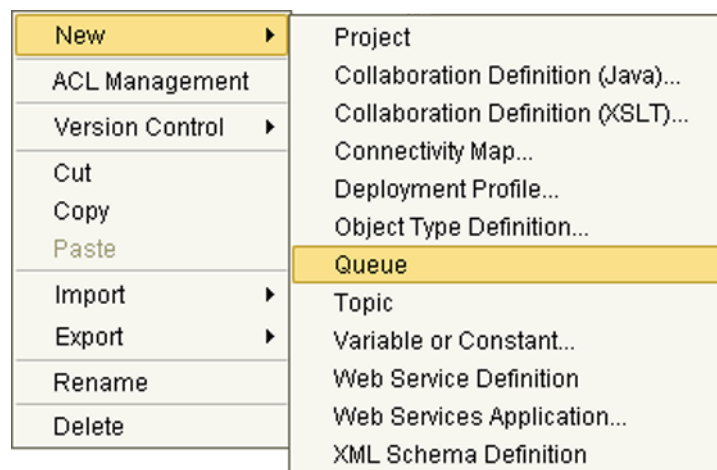 New
ACL Management
Version Control
Cut
Copy
Paste
Import
Export
Rename
Delete
Project
Collaboration Definition (Java)...
Collaboration Definition (XSLT)...
Connectivity Map...
Deployment Profile...
Object Type Definition...
Queue
Topic
Variable or Constant...
Web Service Definition
Web Services Application...
XML Schema Definition